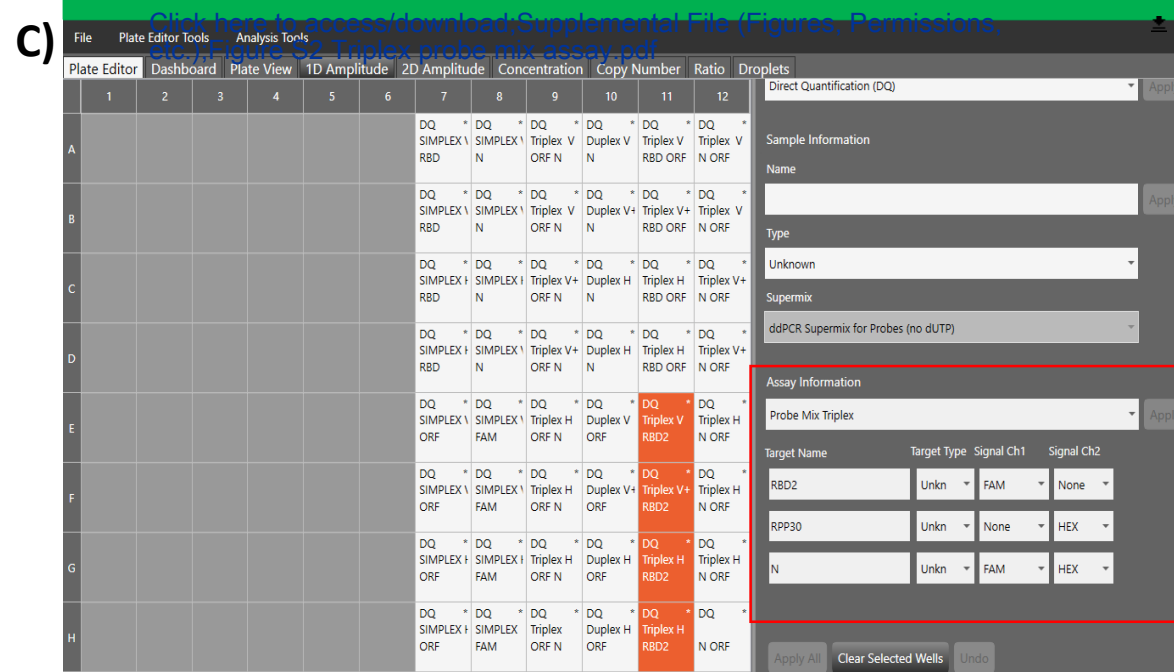 Click here to access/download;Supplemental File (Figures, Permissions,
etc.);Figure S2 Triplex probe mix assay.pdf
C)
File Plate Editor Tools Analysis Tools
Plate Editor Dashboard Plate View 1D Amplitude 2D Amplitude Concentration Copy Number Ratio Droplets
Direct Quantification (DQ)
1 2 3 4 5 6 7 8 9 10 11 12
DQ * DQ * DQ * DQ * DQ * DQ *
A SIMPLEX V SIMPLEX V Triplex V Duplex V Triplex V Triplex V
RBD N ORF N N RBD ORF N ORF
DQ * DQ * DQ * DQ * DQ * DQ *
B SIMPLEX V SIMPLEX V Triplex V Duplex V+ Triplex V+ Triplex V
RBD N ORF N N RBD ORF N ORF
DQ * DQ * DQ * DQ * DQ * DQ *
C SIMPLEX H SIMPLEX H Triplex V+ Duplex H Triplex H Triplex V+
RBD N ORF N N RBD ORF N ORF
DQ * DQ * DQ * DQ * DQ * DQ *
D SIMPLEX H SIMPLEX V Triplex V+ Duplex H Triplex H Triplex V+
RBD N ORF N N RBD ORF N ORF
DQ * DQ * DQ * DQ * DQ * DQ *
E SIMPLEX V SIMPLEX V Triplex H Duplex V Triplex V Triplex H
ORF FAM ORF N ORF RBD2 N ORF
DQ * DQ * DQ * DQ * DQ * DQ *
F SIMPLEX V SIMPLEX V Triplex H Duplex V+ Triplex V+ Triplex H
ORF FAM ORF N ORF RBD2 N ORF
DQ * DQ * DQ * DQ * DQ * DQ *
G SIMPLEX H SIMPLEX H Triplex H Duplex H Triplex H Triplex H
ORF FAM ORF N ORF RBD2 N ORF
DQ * DQ * DQ * DQ * DQ * DQ *
H SIMPLEX H SIMPLEX Triplex Duplex H Triplex H
ORF FAM ORF N ORF RBD2 N ORF
Sample Information
Name
Type
Unknown
Supermix
ddPCR Supermix for Probes (no dUTP)
Assay Information
Probe Mix Triplex
Target Name Target Type Signal Ch1 Signal Ch2
RBD2 Unkn FAM None
RPP30 Unkn None HEX
N Unkn FAM HEX
Apply All Clear Selected Wells Undo